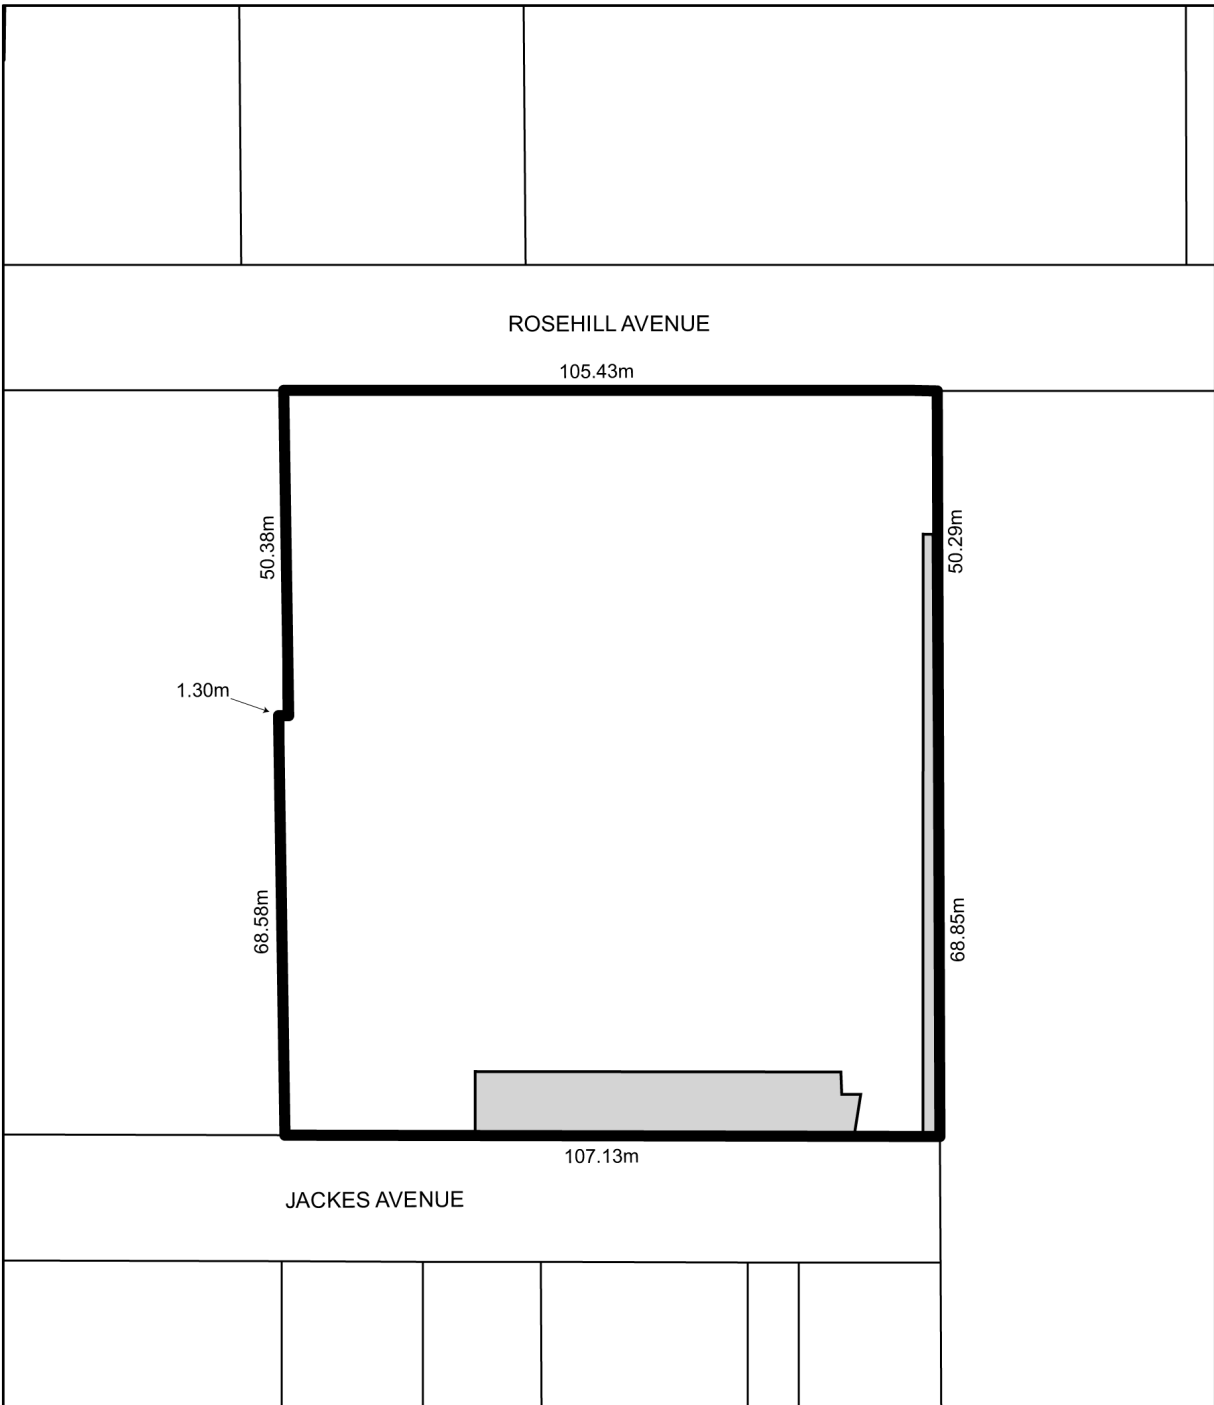 ROSEHILL AVENUE
105.43m
50.38m
50.29m
1.30m
68.58m
68.85m
107.13m
JACKES AVENUE